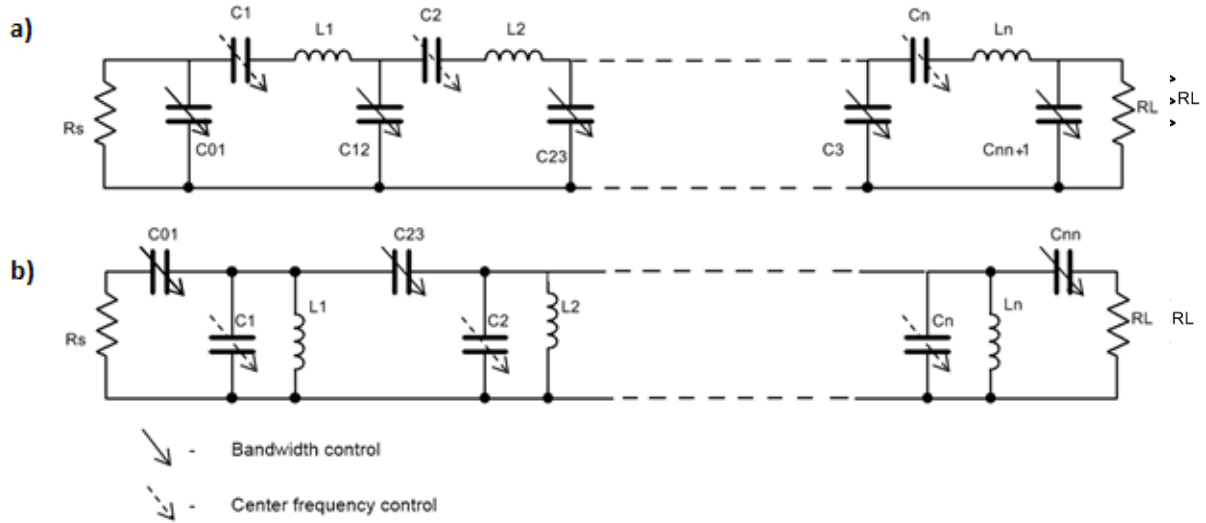 a)
C1
L1
C2
L2
Cn
Ln
Rs
C01
C12
C23
C3
Cnn+1
RL
RL
b)
C01
C23
Cnn
Rs
C1
L1
C2
L2
Cn
Ln
RL
RL
- Bandwidth control
- Center frequency control